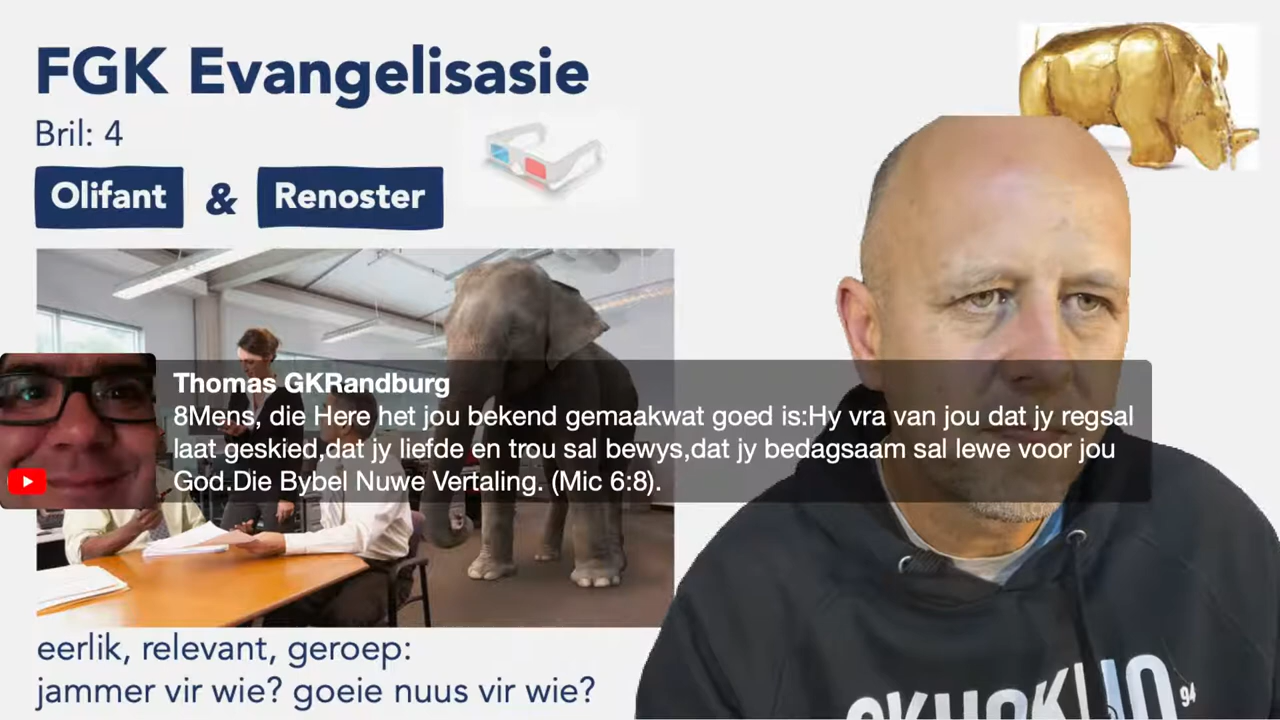 FGK Evangelisasie
Bril: 4
Olifant & Renoster
Thomas GKRandburg
8Mens, die Here het jou bekend gemaakwat goed is:Hy vra van jou dat jy regsal
laat geskied,dat jy liefde en trou sal bewys,dat jy bedagsaam sal lewe voor jou
God.Die Bybel Nuwe Vertaling. (Mic 6:8).
eerlik, relevant, geroep:
jammer vir wie? goeie nuus vir wie?
94